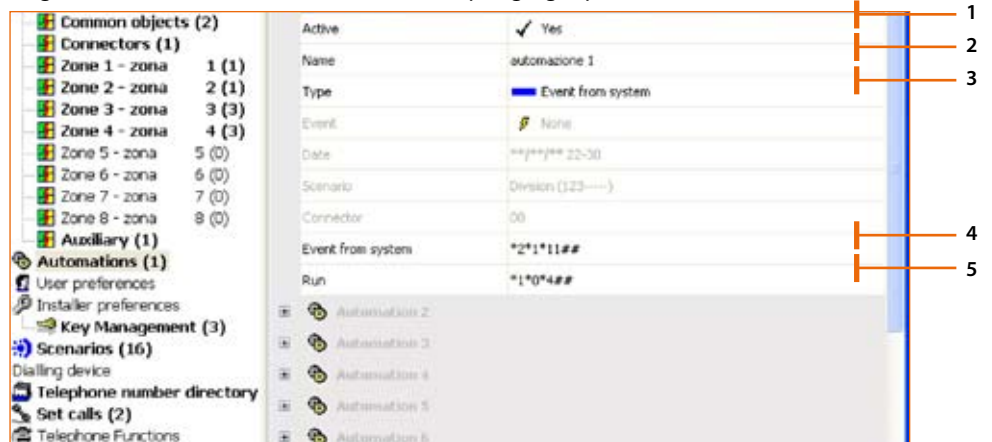 Common objects (2)
Connectors (1)
Zone 1 - zona 1 (1)
Zone 2 - zona 2 (1)
Zone 3 - zona 3 (3)
Zone 4 - zona 4 (3)
Zone 5 - zona 5 (0)
Zone 6 - zona 6 (0)
Zone 7 - zona 7 (0)
Zone 8 - zona 8 (0)
Auxiliary (1)
Automations (1)
User preferences
Installer preferences
Key Management (3)
Scenarios (16)
Dialling device
Telephone number directory
Set calls (2)
Telephone Functions
Active Yes
Name automazione 1
Type Event from system
Event None
Date **/**/** 22-30
Scenario Division (123-----)
Connector 00
Event from system *2*1*11##
Run *1*0*4##
Automation 2
Automation 3
Automation 4
Automation 5
Automation 6
1
2
3
4
5